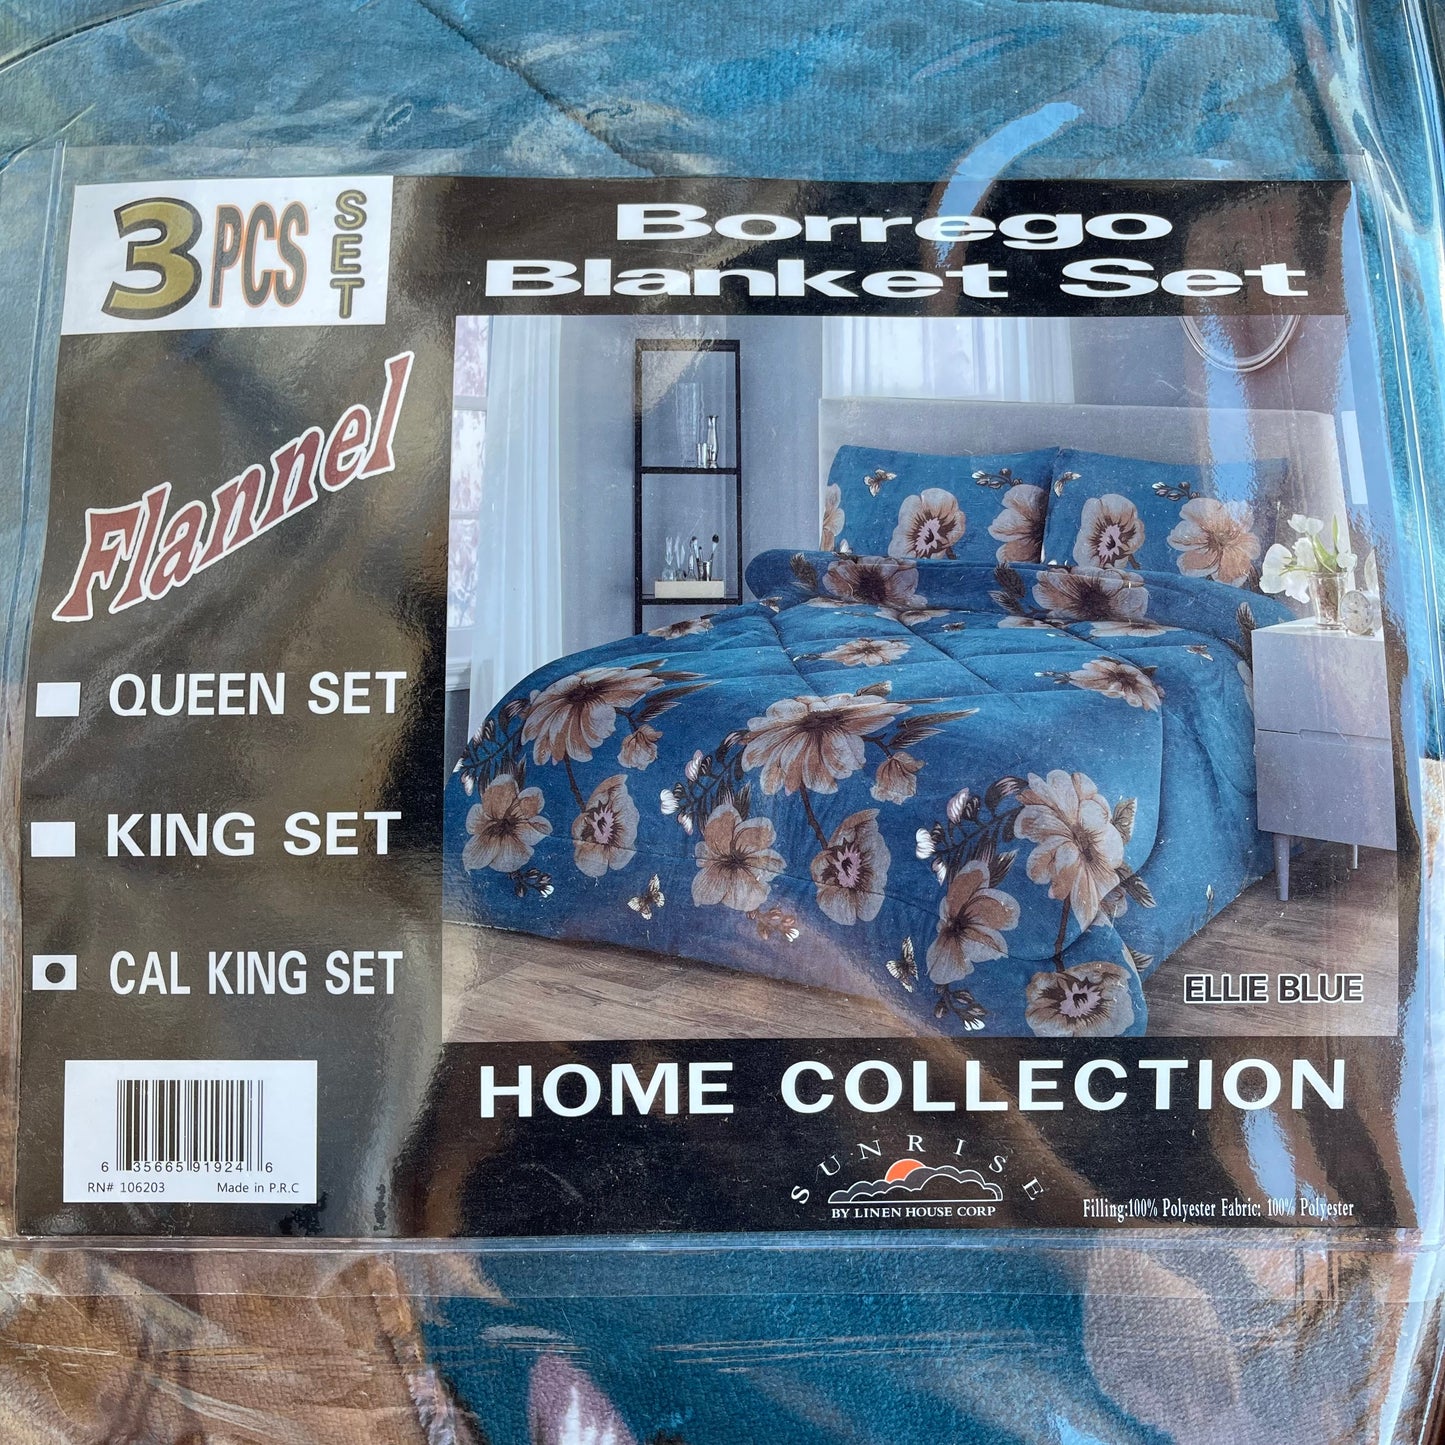 3 PCS SET
Borrego
Blanket Set
Flannel
QUEEN SET
KING SET
CAL KING SET
ELLIE BLUE
HOME COLLECTION
SUNRISE
BY LINEN HOUSE CORP
Filling:100% Polyester Fabric: 100% Polyester
6 35665 91924 6
RN# 106203 Made in P.R.C